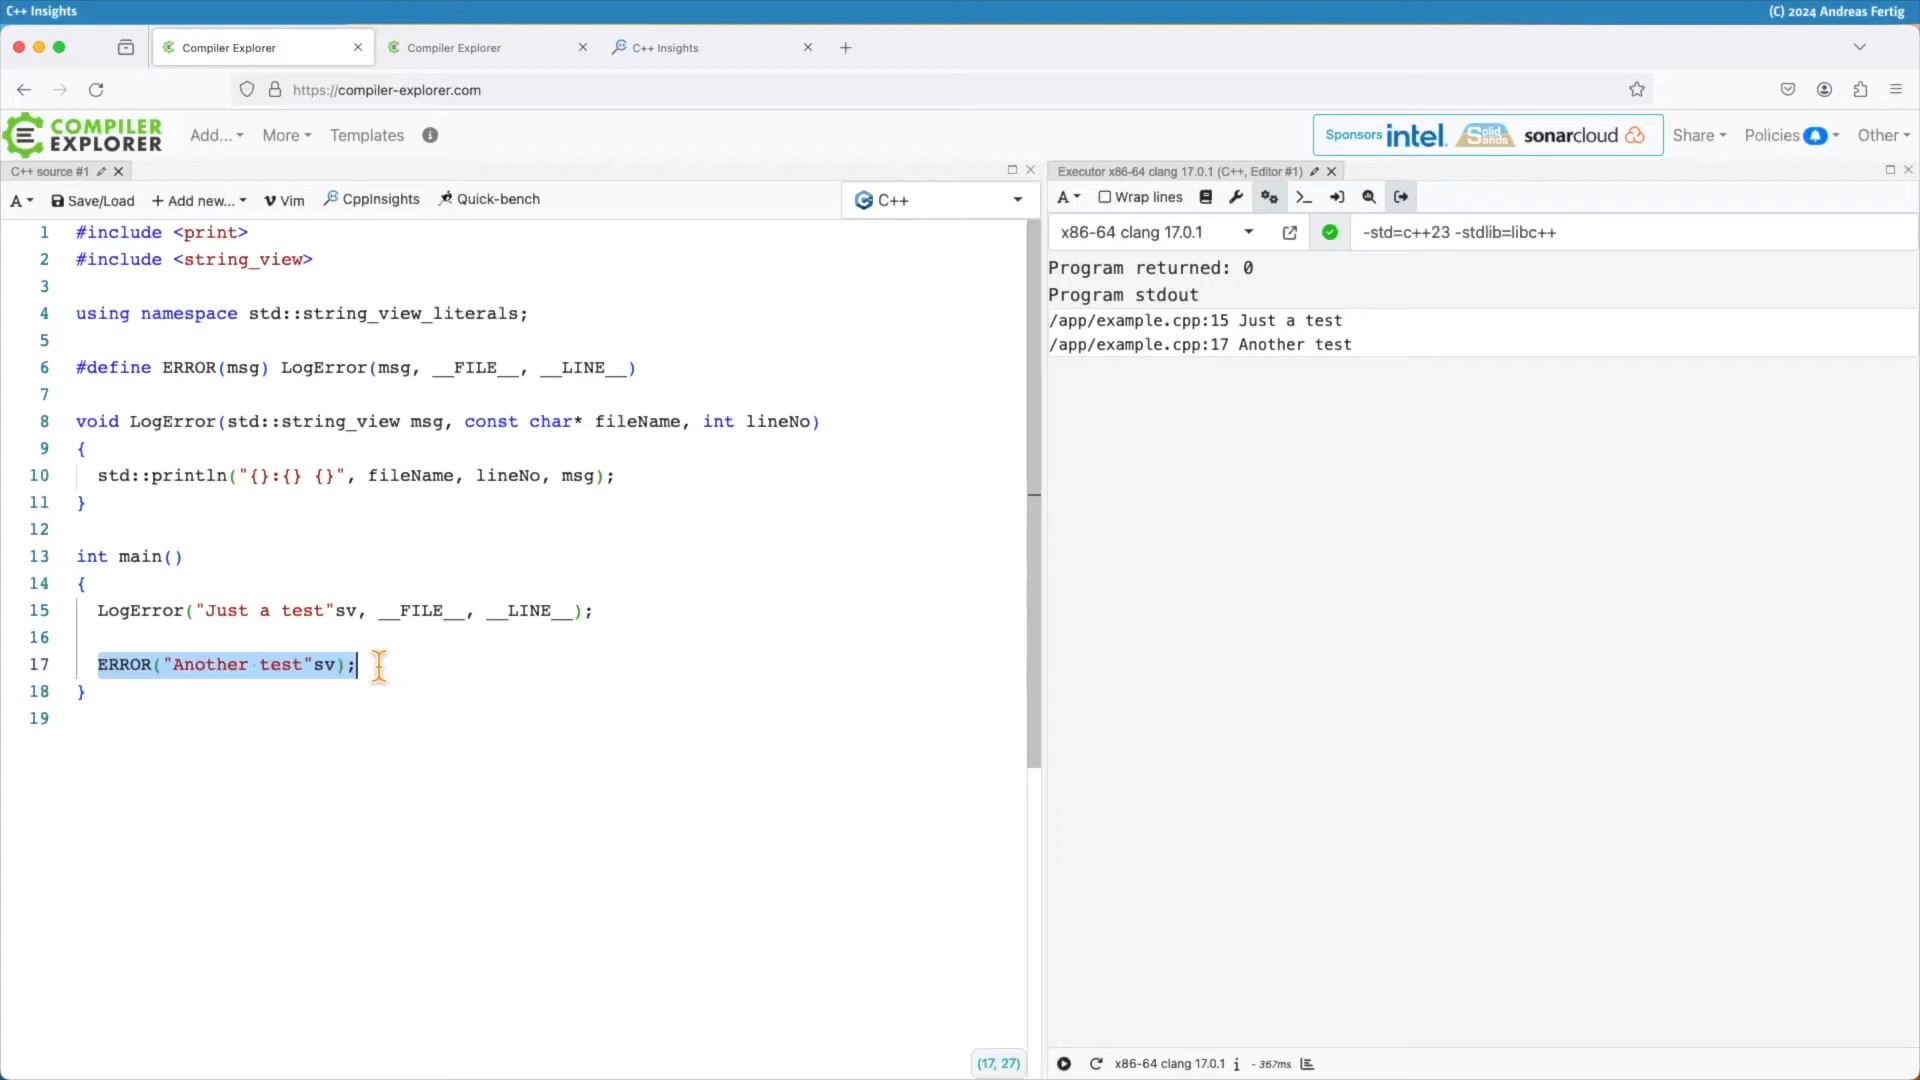 C++ Insights
(C) 2024 Andreas Fertig
Compiler Explorer
Compiler Explorer
C++ Insights
https://compiler-explorer.com
COMPILER
EXPLORER
Add...
More
Templates
Sponsors intel. Solid Sands sonarcloud
Share
Policies
Other
C++ source #1
A
Save/Load
+ Add new...
Vim
CppInsights
Quick-bench
C++
1 #include <print>
2 #include <string_view>
3
4 using namespace std::string_view_literals;
5
6 #define ERROR(msg) LogError(msg, __FILE__, __LINE__)
7
8 void LogError(std::string_view msg, const char* fileName, int lineNo)
9 {
10 std::println("{}:{} {}", fileName, lineNo, msg);
11 }
12
13 int main()
14 {
15 LogError("Just a test"sv, __FILE__, __LINE__);
16
17 ERROR("Another test"sv);
18 }
19
(17, 27)
Executor x86-64 clang 17.0.1 (C++, Editor #1)
A
Wrap lines
x86-64 clang 17.0.1
-std=c++23 -stdlib=libc++
Program returned: 0
Program stdout
/app/example.cpp:15 Just a test
/app/example.cpp:17 Another test
x86-64 clang 17.0.1 i - 367ms